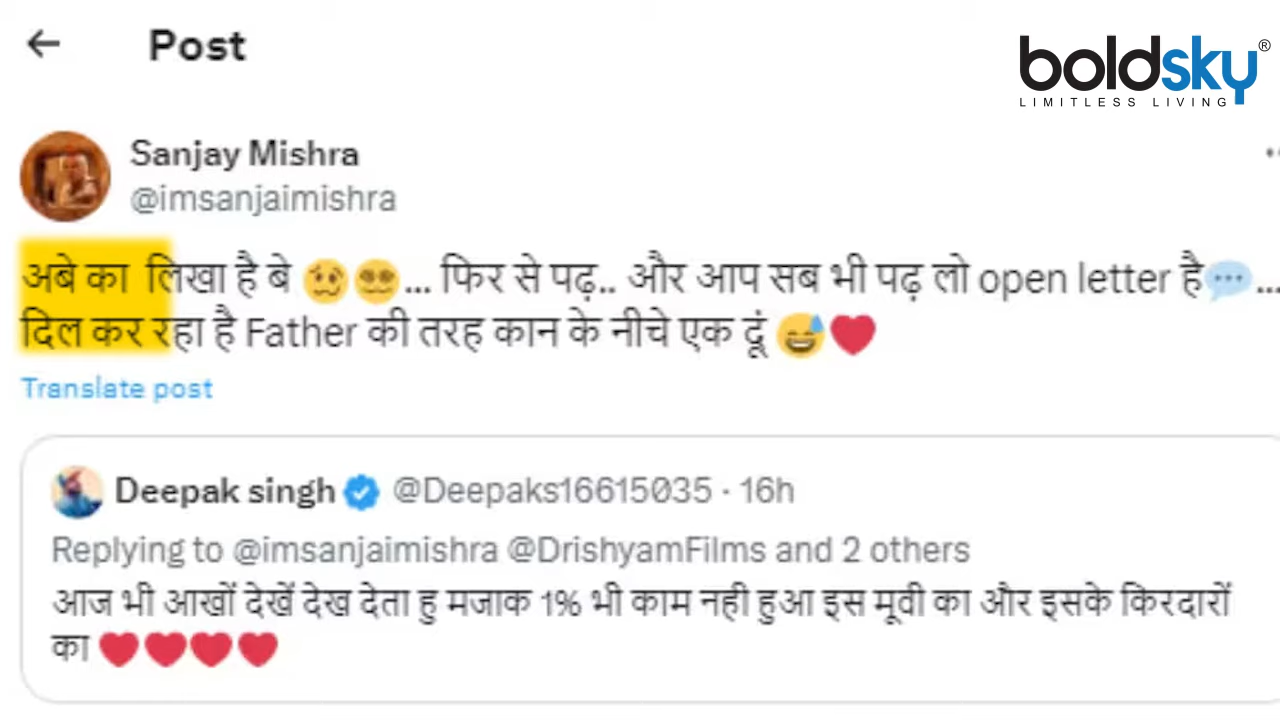 ← Post
boldsky®
LIMITLESS LIVING
Sanjay Mishra
@imsanjaimishra
अबे का लिखा है बे 🥴😵‍💫... फिर से पढ़.. और आप सब भी पढ़ लो open letter है💬...
दिल कर रहा है Father की तरह कान के नीचे एक दूं 😅❤️
Translate post
Deepak singh @Deepaks16615035 · 16h
Replying to @imsanjaimishra @DrishyamFilms and 2 others
आज भी आखों देखें देख देता हु मजाक 1% भी काम नही हुआ इस मूवी का और इसके किरदारों
का ❤️❤️❤️❤️